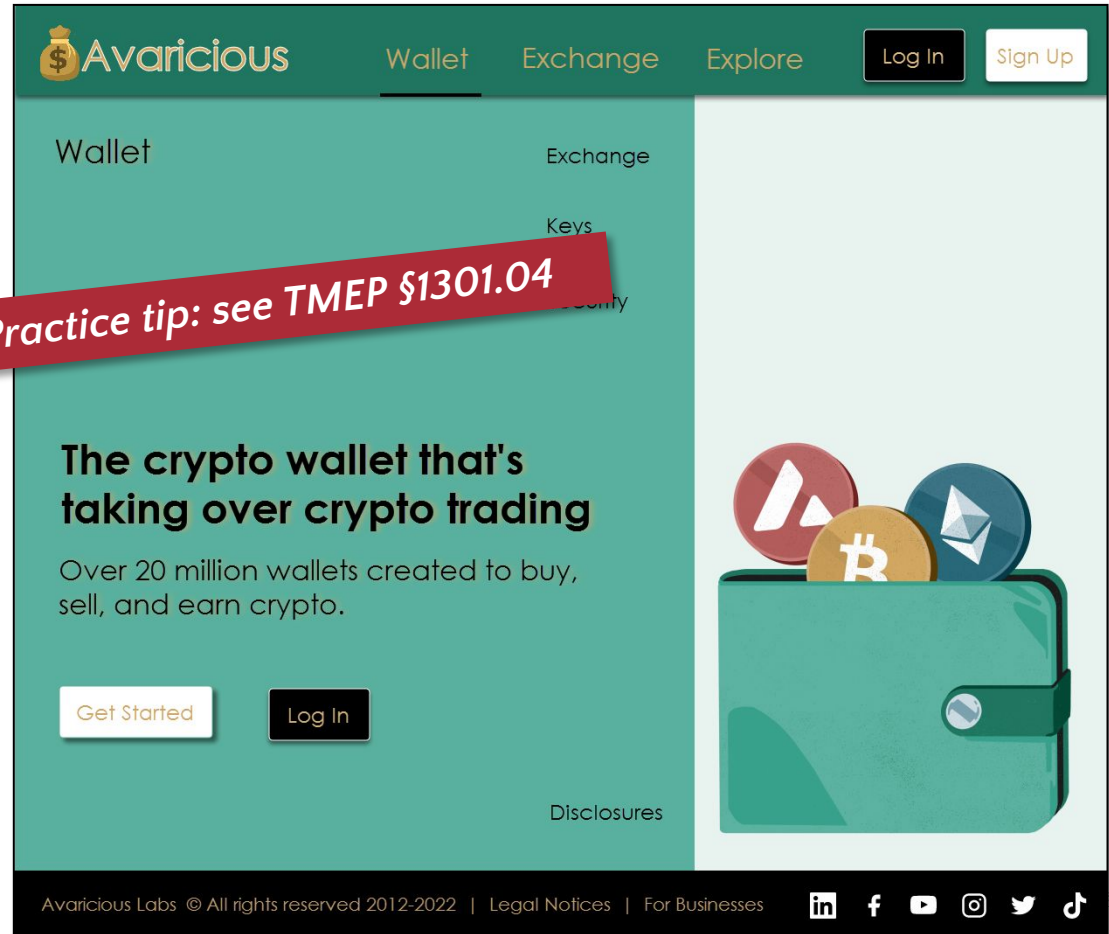 $Avaricious
Wallet Exchange Explore Log In Sign Up
Wallet
Exchange
Keys
Practice tip: see TMEP §1301.04
The crypto wallet that's
taking over crypto trading
Over 20 million wallets created to buy,
sell, and earn crypto.
Get Started Log In
Disclosures
Avaricious Labs © All rights reserved 2012-2022 | Legal Notices | For Businesses